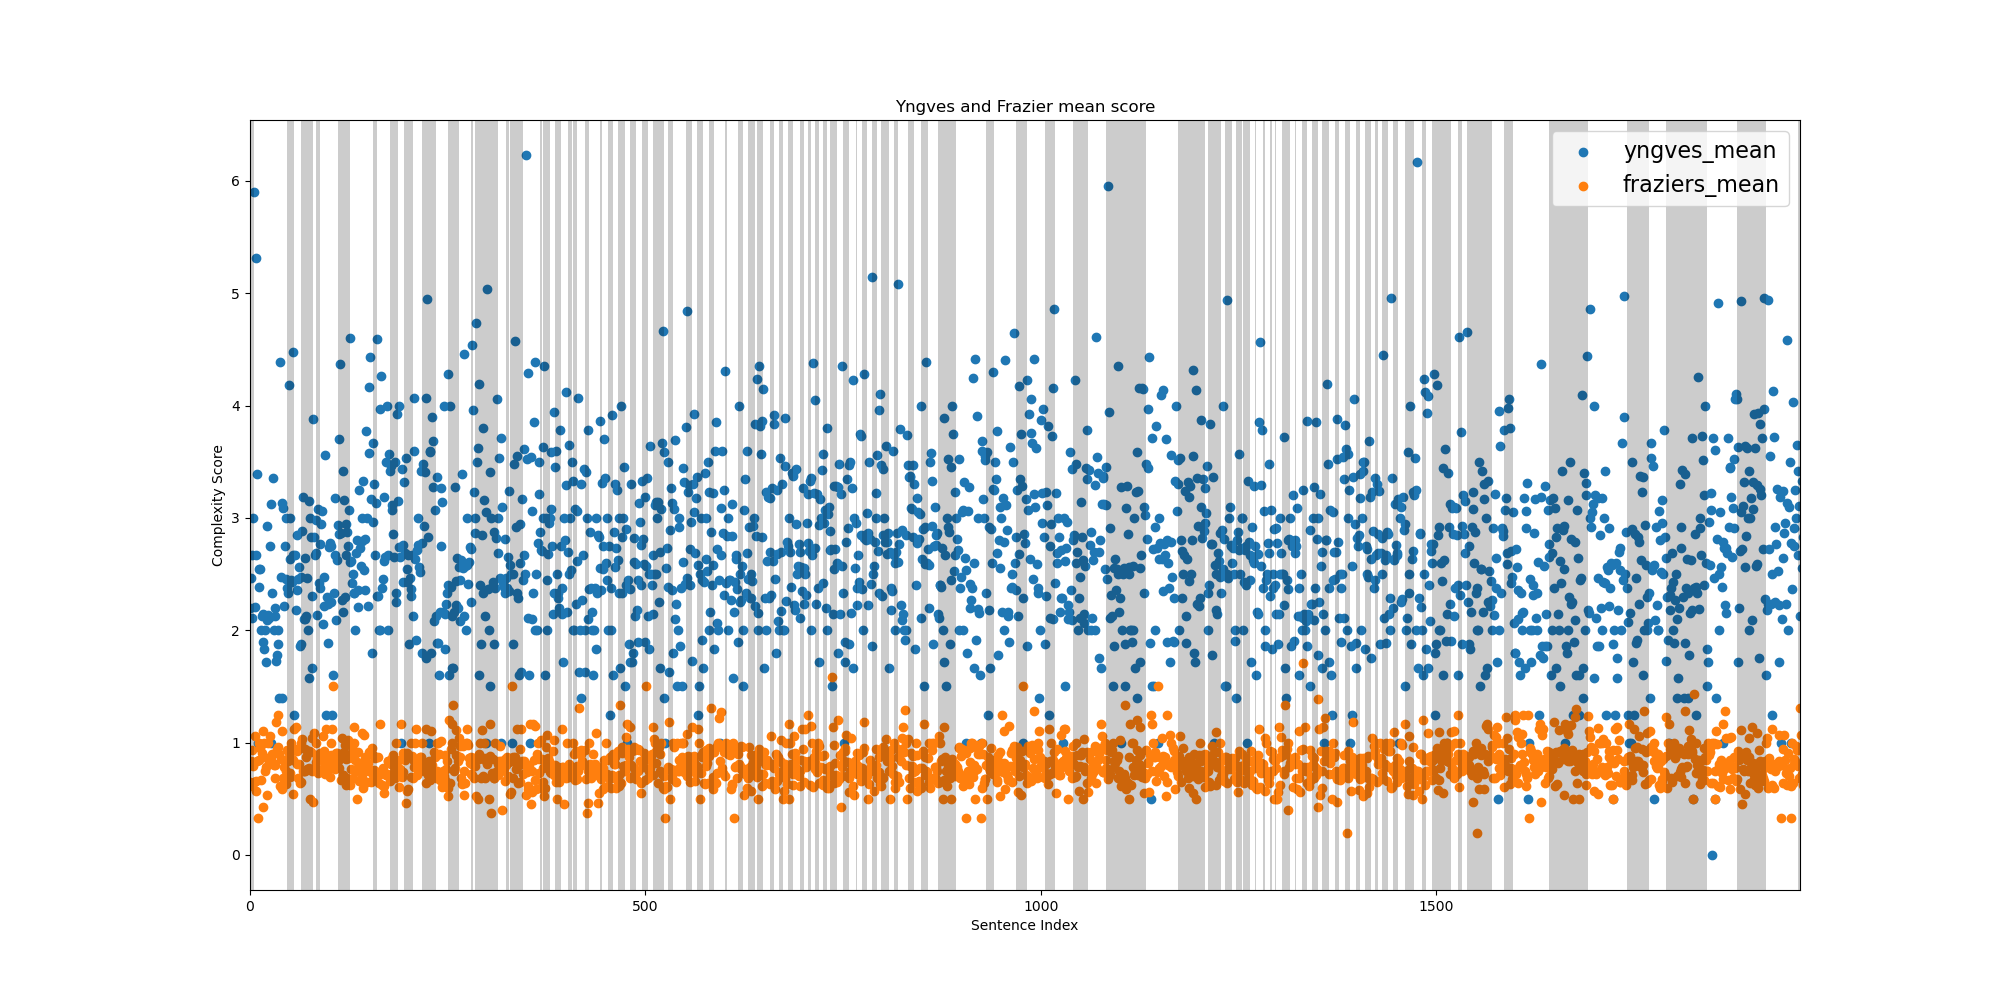 Yngves and Frazier mean score
yngves_mean
fraziers_mean
Complexity Score
6
5
4
3
2
1
0
0 500 1000 1500
Sentence Index